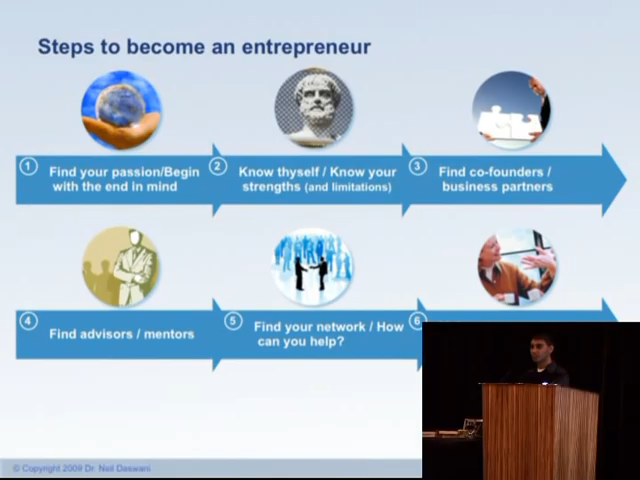 Steps to become an entrepreneur
1 Find your passion/Begin
with the end in mind
2 Know thyself / Know your
strengths (and limitations)
3 Find co-founders /
business partners
4 Find advisors / mentors
5 Find your network / How
can you help?
6
© Copyright 2009 Dr. Neil Daswani